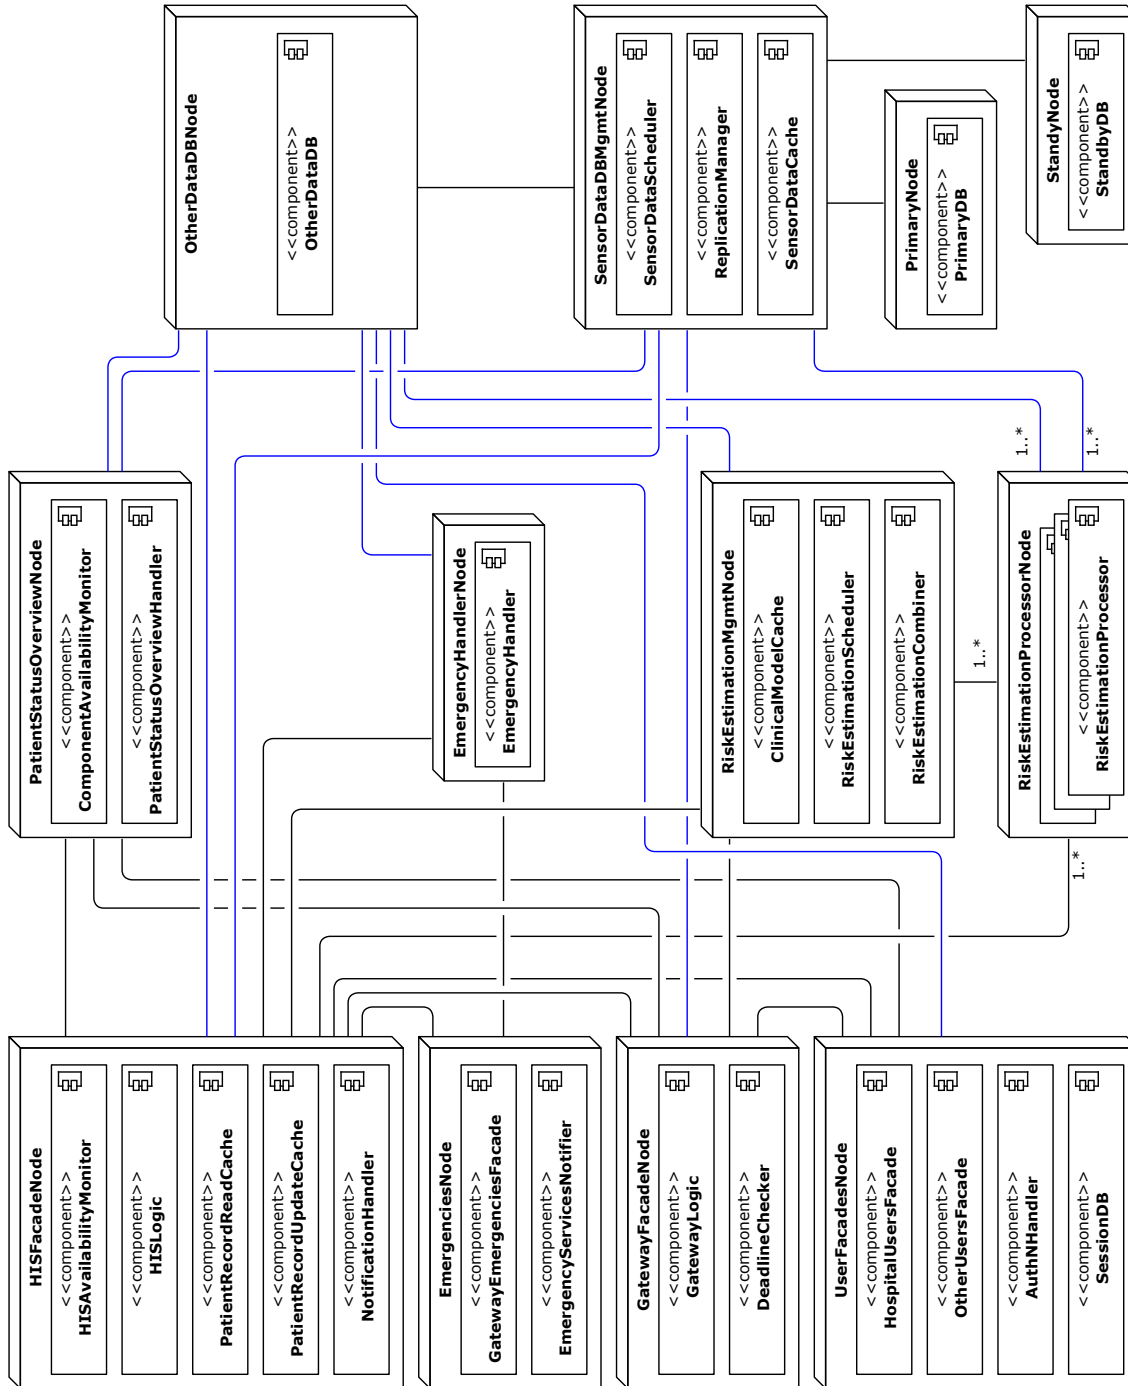 HISFacadeNode
<<component>>
HISAvailabilityMonitor
<<component>>
HISLogic
<<component>>
PatientRecordReadCache
<<component>>
PatientRecordUpdateCache
<<component>>
NotificationHandler
EmergenciesNode
<<component>>
GatewayEmergenciesFacade
<<component>>
EmergencyServicesNotifier
GatewayFacadeNode
<<component>>
GatewayLogic
<<component>>
DeadlineChecker
UserFacadesNode
<<component>>
HospitalUsersFacade
<<component>>
OtherUsersFacade
<<component>>
AuthNHandler
<<component>>
SessionDB
PatientStatusOverviewNode
<<component>>
ComponentAvailabilityMonitor
<<component>>
PatientStatusOverviewHandler
EmergencyHandlerNode
<<component>>
EmergencyHandler
RiskEstimationMgmtNode
<<component>>
ClinicalModelCache
<<component>>
RiskEstimationScheduler
<<component>>
RiskEstimationCombiner
1..*
RiskEstimationProcessorNode
<<component>>
RiskEstimationProcessor
1..*
1..*
1..*
OtherDataDBNode
<<component>>
OtherDataDB
SensorDataDBMgmtNode
<<component>>
SensorDataScheduler
<<component>>
ReplicationManager
<<component>>
SensorDataCache
PrimaryNode
<<component>>
PrimaryDB
StandyNode
<<component>>
StandbyDB